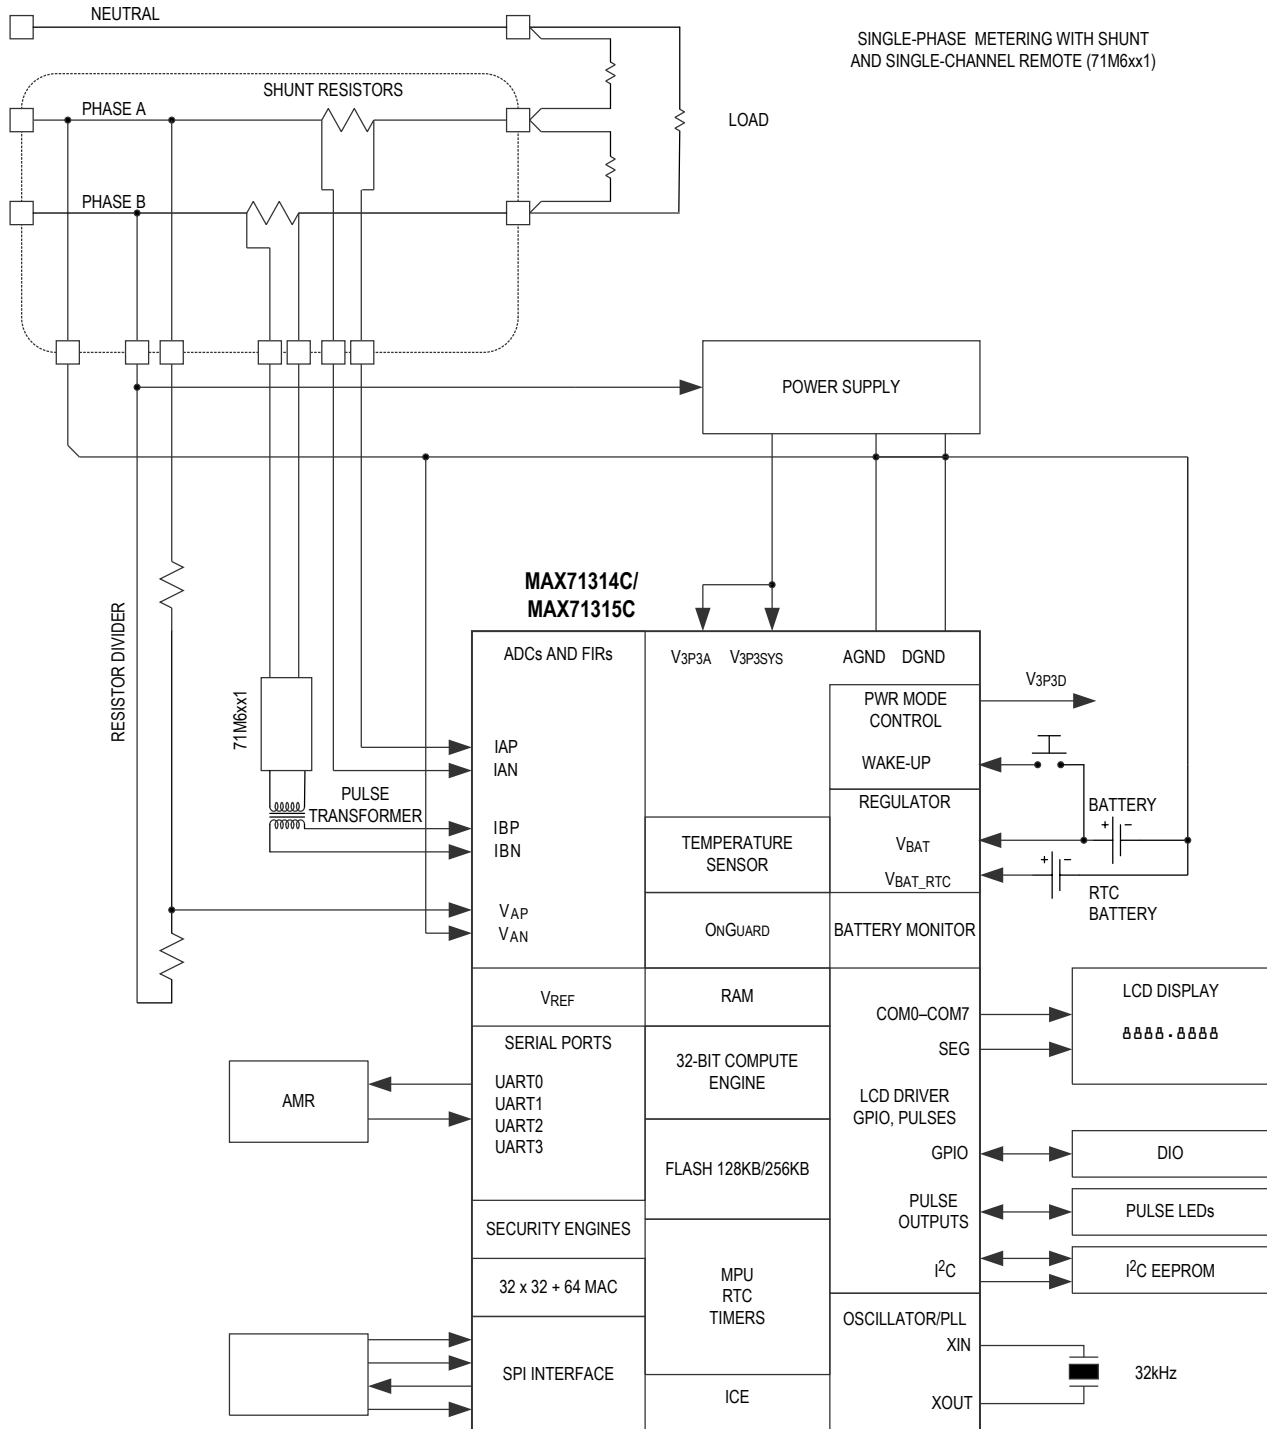 NEUTRAL
SINGLE-PHASE METERING WITH SHUNT
AND SINGLE-CHANNEL REMOTE (71M6xx1)
SHUNT RESISTORS
PHASE A
LOAD
PHASE B
POWER SUPPLY
MAX71314C/
MAX71315C
RESISTOR DIVIDER
ADCs AND FIRs
V3P3A
V3P3SYS
AGND
DGND
V3P3D
PWR MODE
CONTROL
71M6xx1
IAP
IAN
WAKE-UP
PULSE
TRANSFORMER
REGULATOR
BATTERY
+ −
IBP
IBN
TEMPERATURE
SENSOR
VBAT
+ −
VBAT_RTC
RTC
BATTERY
VAP
VAN
ONGUARD
BATTERY MONITOR
VREF
RAM
LCD DISPLAY
COM0–COM7
8888.8888
SEG
SERIAL PORTS
32-BIT COMPUTE
ENGINE
AMR
UART0
UART1
UART2
UART3
LCD DRIVER
GPIO, PULSES
GPIO
DIO
FLASH 128KB/256KB
PULSE
OUTPUTS
PULSE LEDs
SECURITY ENGINES
I2C
I2C EEPROM
32 x 32 + 64 MAC
MPU
RTC
TIMERS
OSCILLATOR/PLL
XIN
32kHz
SPI INTERFACE
ICE
XOUT